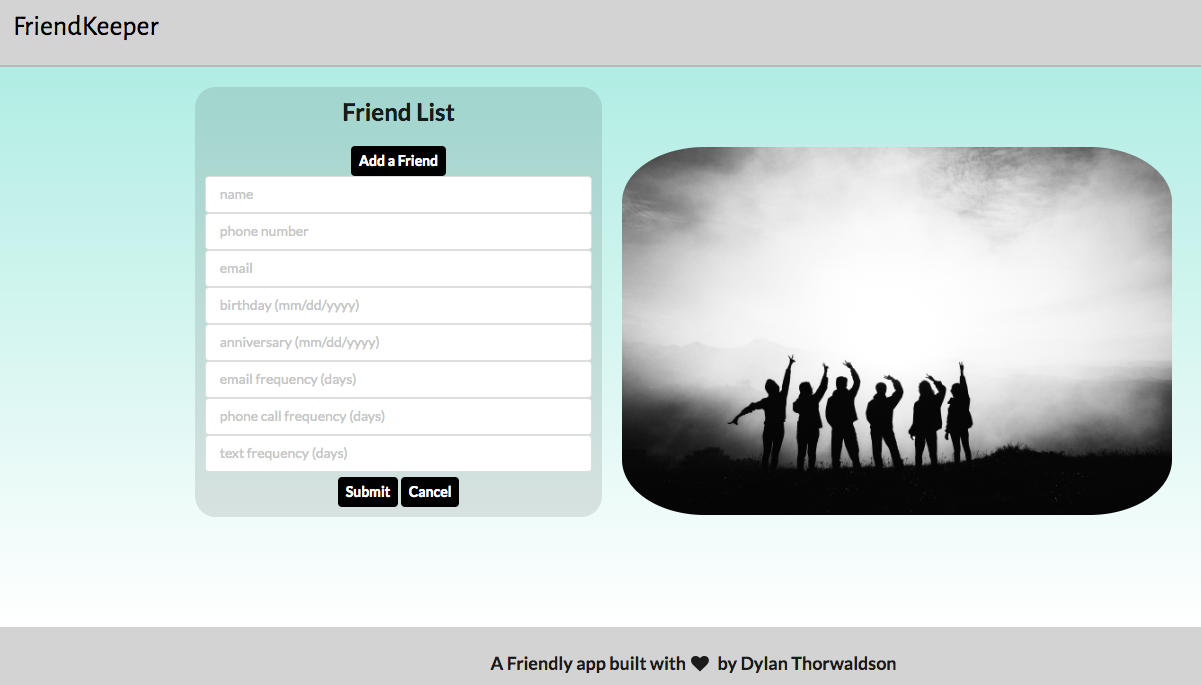 FriendKeeper
Friend List
Add a Friend
name
phone number
email
birthday (mm/dd/yyyy)
anniversary (mm/dd/yyyy)
email frequency (days)
phone call frequency (days)
text frequency (days)
Submit Cancel
A Friendly app built with ♥ by Dylan Thorwaldson